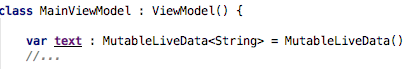 class MainViewModel : ViewModel() {
var text : MutableLiveData<String> = MutableLiveData()
//...